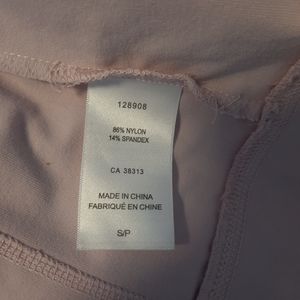 128908
86% NYLON
14% SPANDEX
CA 38313
MADE IN CHINA
FABRIQUÉ EN CHINE
S/P